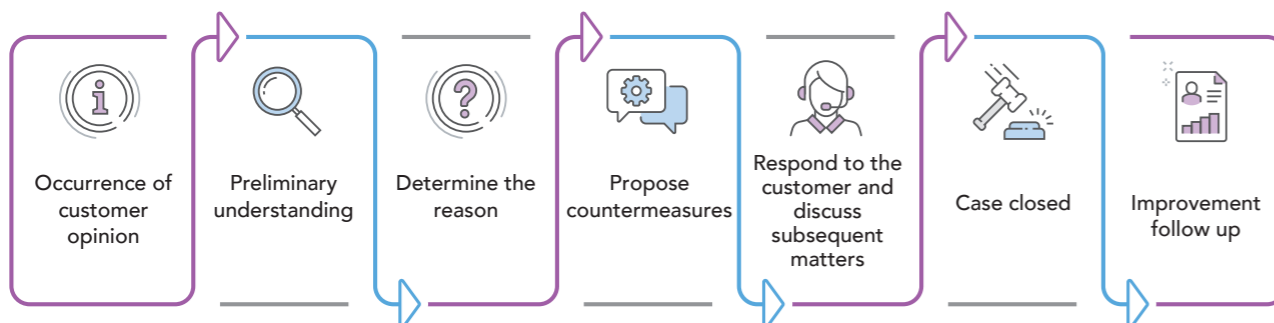 Occurrence of
customer
opinion
Preliminary
understanding
Determine the
reason
Propose
countermeasures
Respond to the
customer and
discuss
subsequent
matters
Case closed
Improvement
follow up